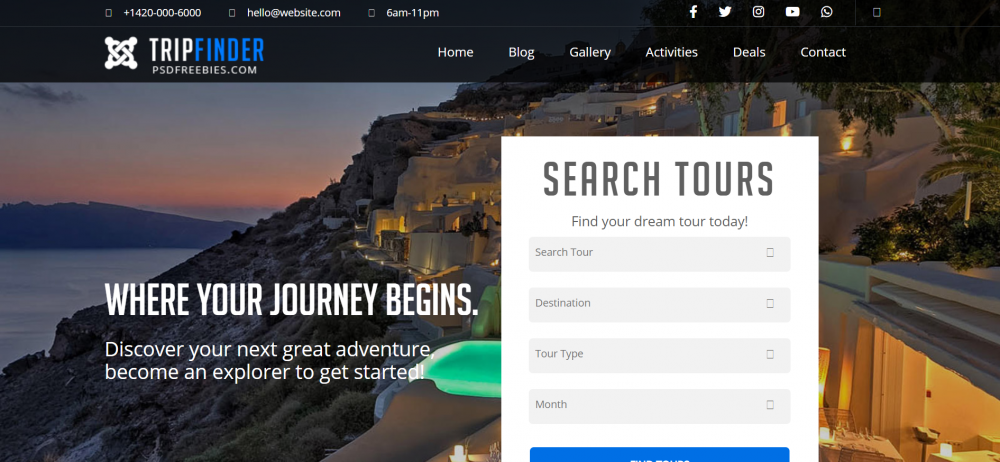 +1420-000-6000 hello@website.com 6am-11pm
TRIPFINDER
PSDFREEBIES.COM
Home Blog Gallery Activities Deals Contact
SEARCH TOURS
Find your dream tour today!
Search Tour
Destination
Tour Type
Month
FIND TOURS
WHERE YOUR JOURNEY BEGINS.
Discover your next great adventure,
become an explorer to get started!